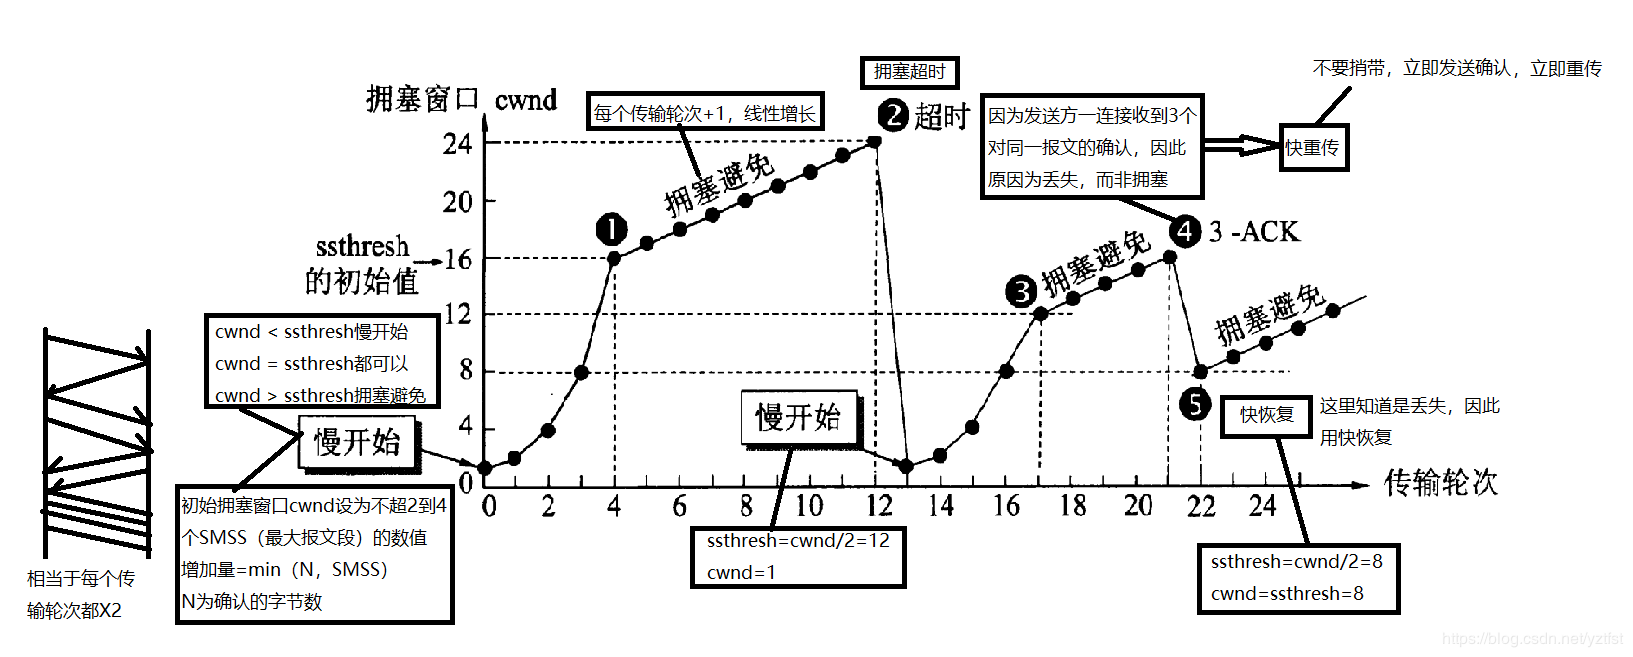 拥塞超时
不要捎带，立即发送确认，立即重传
拥塞窗口 cwnd
每个传输轮次+1，线性增长
❷ 超时
因为发送方一连接收到3个
对同一报文的确认，因此
原因为丢失，而非拥塞
快重传
24
20
16
12
8
4
0
ssthresh
的初始值
❶
拥塞避免
❸
拥塞避免
❹ 3 -ACK
拥塞避免
❺
cwnd < ssthresh慢开始
cwnd = ssthresh都可以
cwnd > ssthresh拥塞避免
慢开始
慢开始
快恢复
这里知道是丢失，因此
用快恢复
0 2 4 6 8 10 12 14 16 18 20 22 24
传输轮次
初始拥塞窗口cwnd设为不超2到4
个SMSS（最大报文段）的数值
增加量=min（N，SMSS）
N为确认的字节数
ssthresh=cwnd/2=12
cwnd=1
ssthresh=cwnd/2=8
cwnd=ssthresh=8
相当于每个传
输轮次都X2
https://blog.csdn.net/yztfst